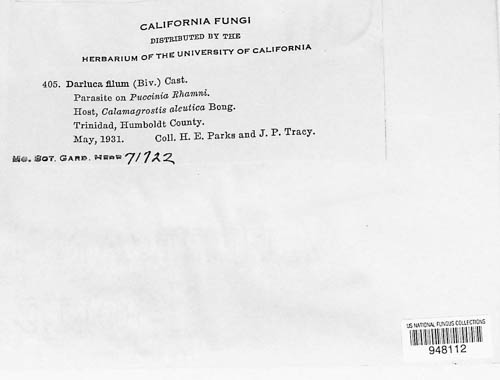 CALIFORNIA FUNGI
DISTRIBUTED BY THE
HERBARIUM OF THE UNIVERSITY OF CALIFORNIA
405. Darluca filum (Biv.) Cast.
Parasite on Puccinia Rhamni.
Host, Calamagrostis aleutica Bong.
Trinidad, Humboldt County.
May, 1931. Coll. H. E. Parks and J. P. Tracy.
Mo. Bot. Gard. Herb 71722
US NATIONAL FUNGUS COLLECTIONS
948112